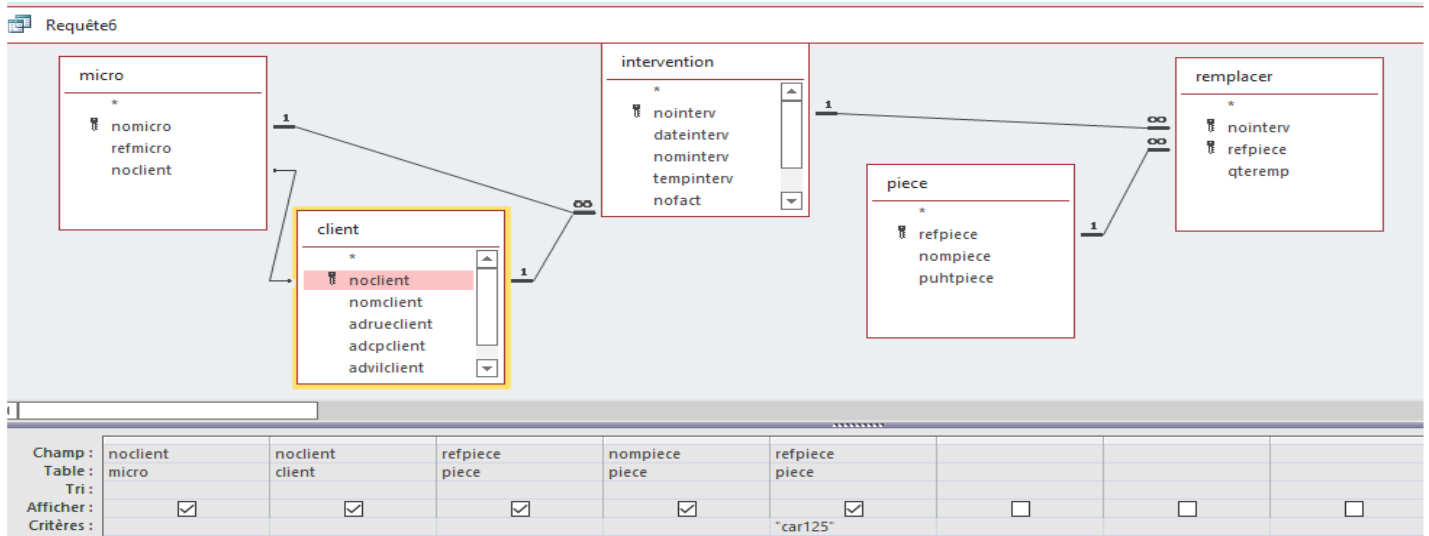 Requête6
micro
*
nomicro
refmicro
noclient
1
client
*
noclient
nomclient
adrueclient
adcpclient
advilclient
1
∞
intervention
*
nointerv
dateinterv
nominterv
tempinterv
nofact
1
piece
*
refpiece
nompiece
puhtpiece
1
∞
∞
remplacer
*
nointerv
refpiece
qteremp
Champ : noclient noclient refpiece nompiece refpiece
Table : micro client piece piece piece
Tri :
Afficher :
Critères : "car125"